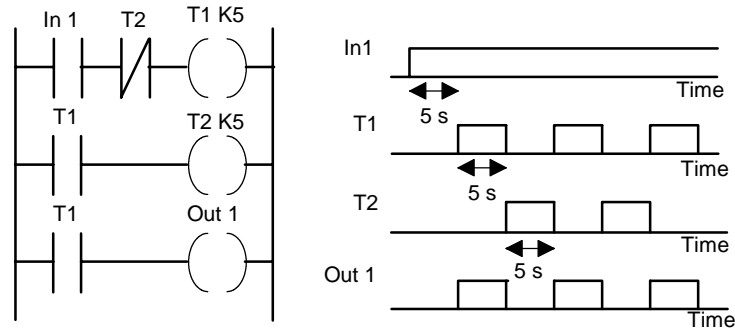 In 1 T2 T1 K5
T1 T2 K5
T1 Out 1
In1
Time
5 s
T1
Time
5 s
T2
Time
5 s
Out 1
Time